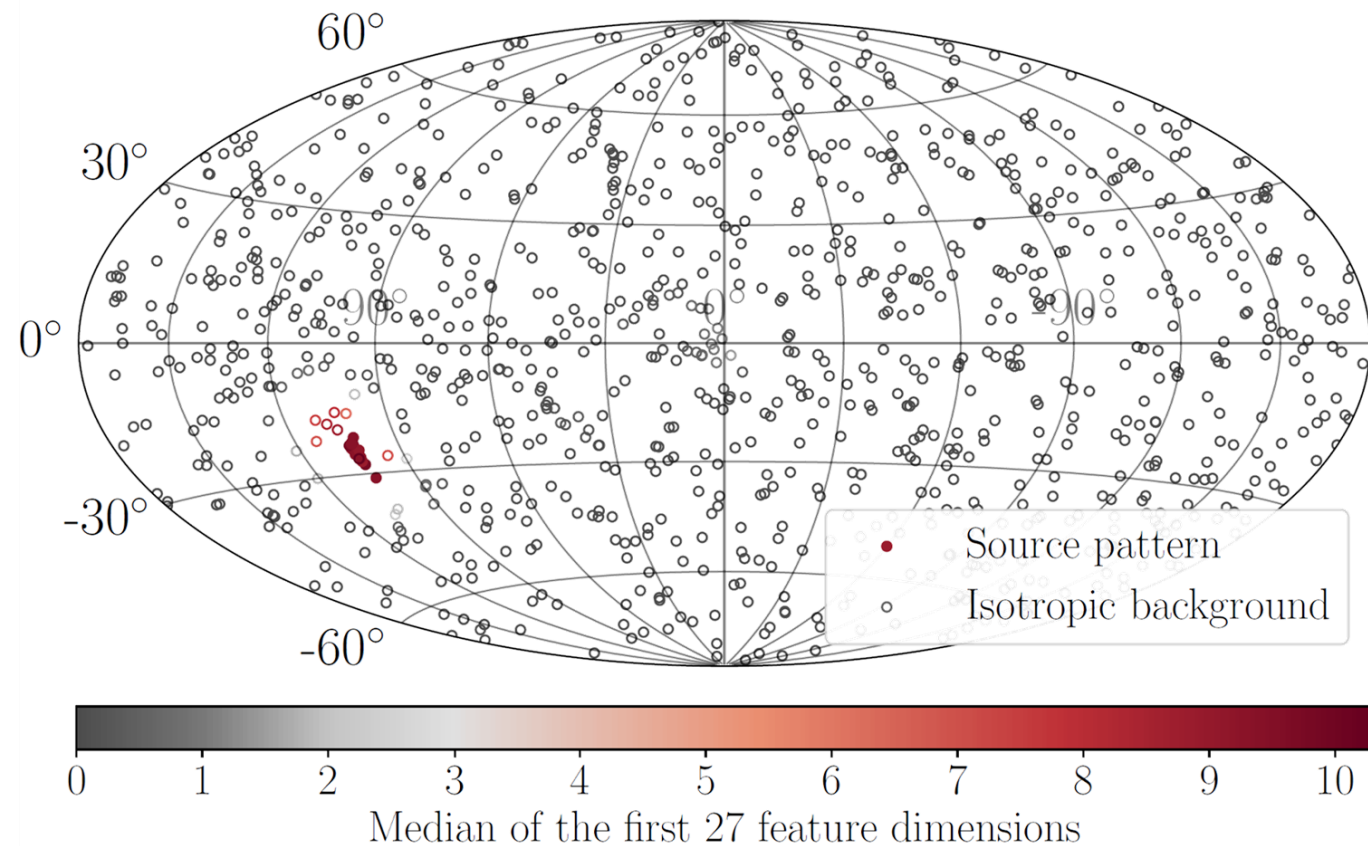 60°
30°
90°
0°
-90°
0°
-30°
Source pattern
Isotropic background
-60°
0 1 2 3 4 5 6 7 8 9 10
Median of the first 27 feature dimensions